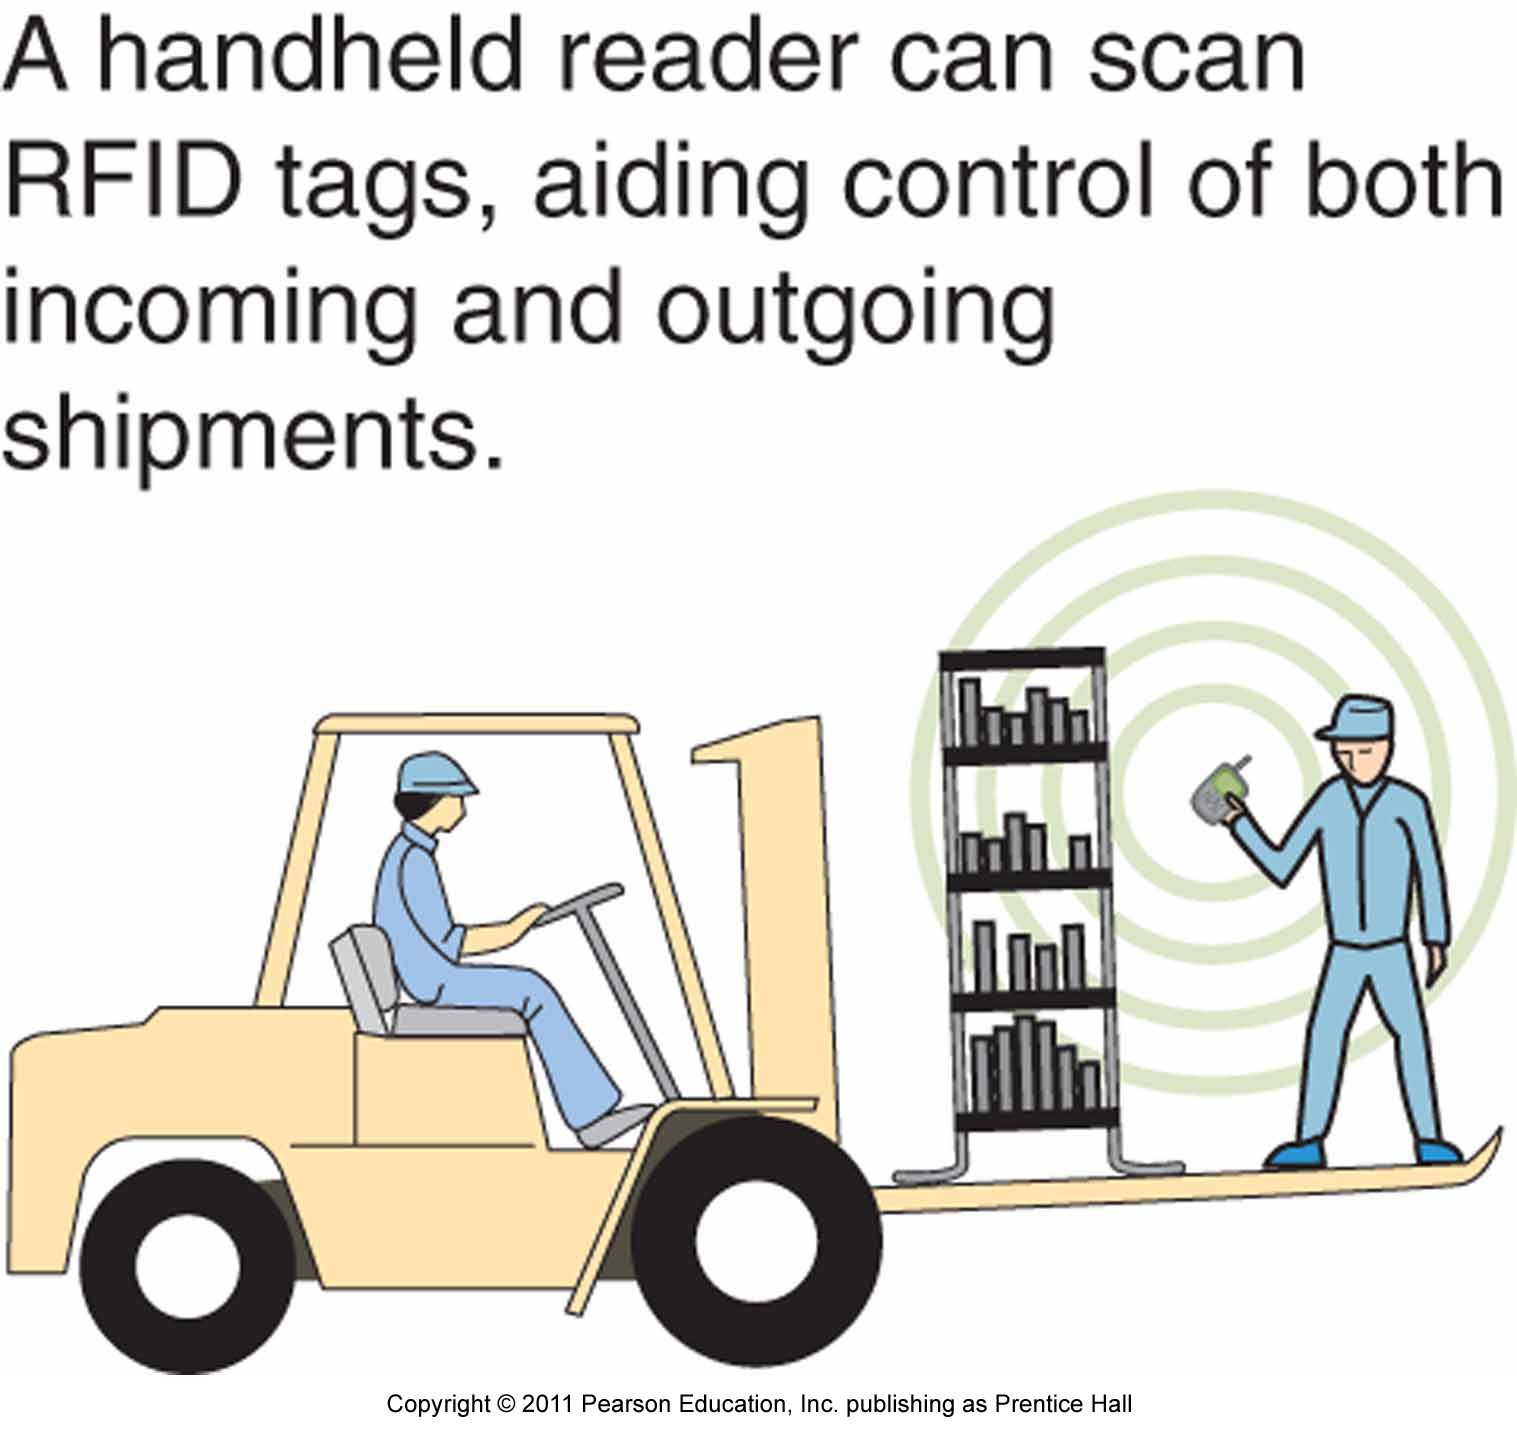 A handheld reader can scan
RFID tags, aiding control of both
incoming and outgoing
shipments.
Copyright © 2011 Pearson Education, Inc. publishing as Prentice Hall